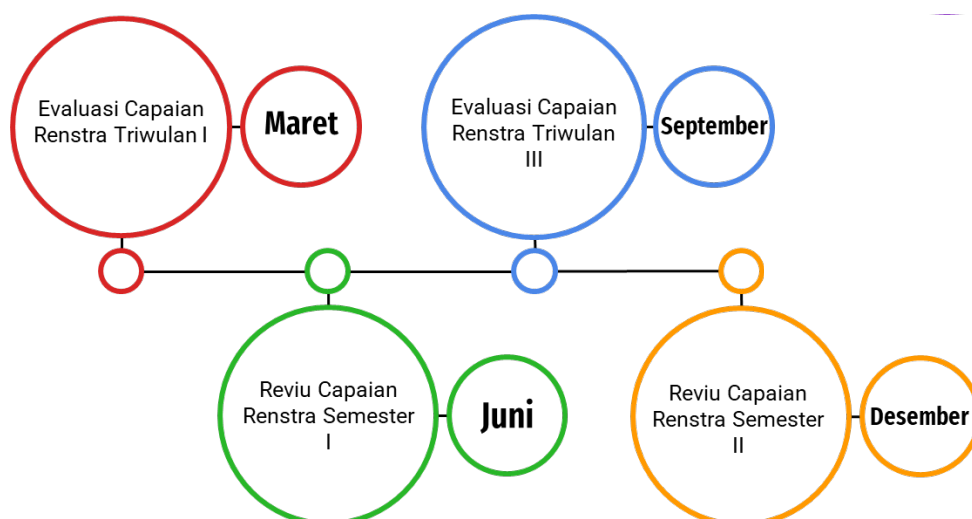 Evaluasi Capaian
Renstra Triwulan I
Maret
Evaluasi Capaian
Renstra Triwulan
III
September
Reviu Capaian
Renstra Semester
I
Juni
Reviu Capaian
Renstra Semester
II
Desember